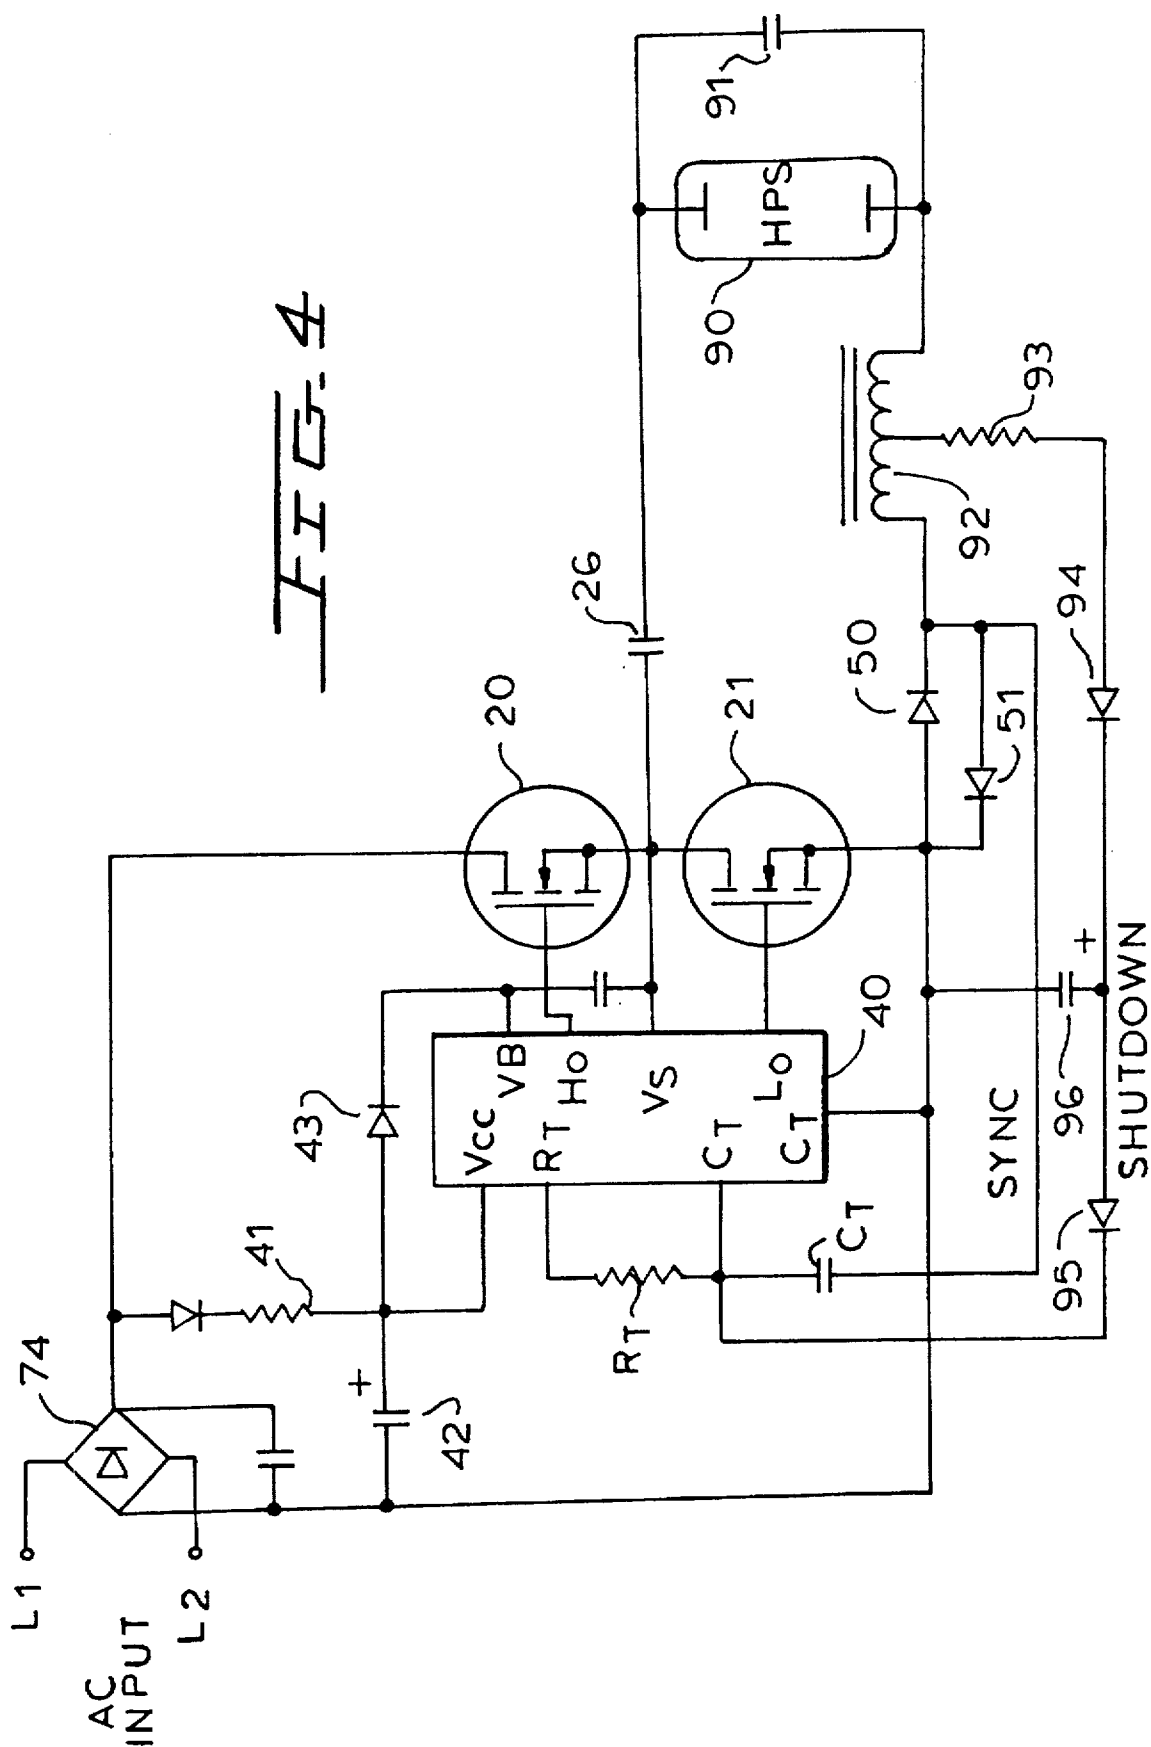 FIG. 4
L1
AC
INPUT
L2
74
41
42
43
VCC
VB
RT
HO
VS
CT
LO
CT
40
RT
CT
20
21
26
50
51
90
HPS
91
92
93
94
95
96
+
+
SYNC
SHUTDOWN